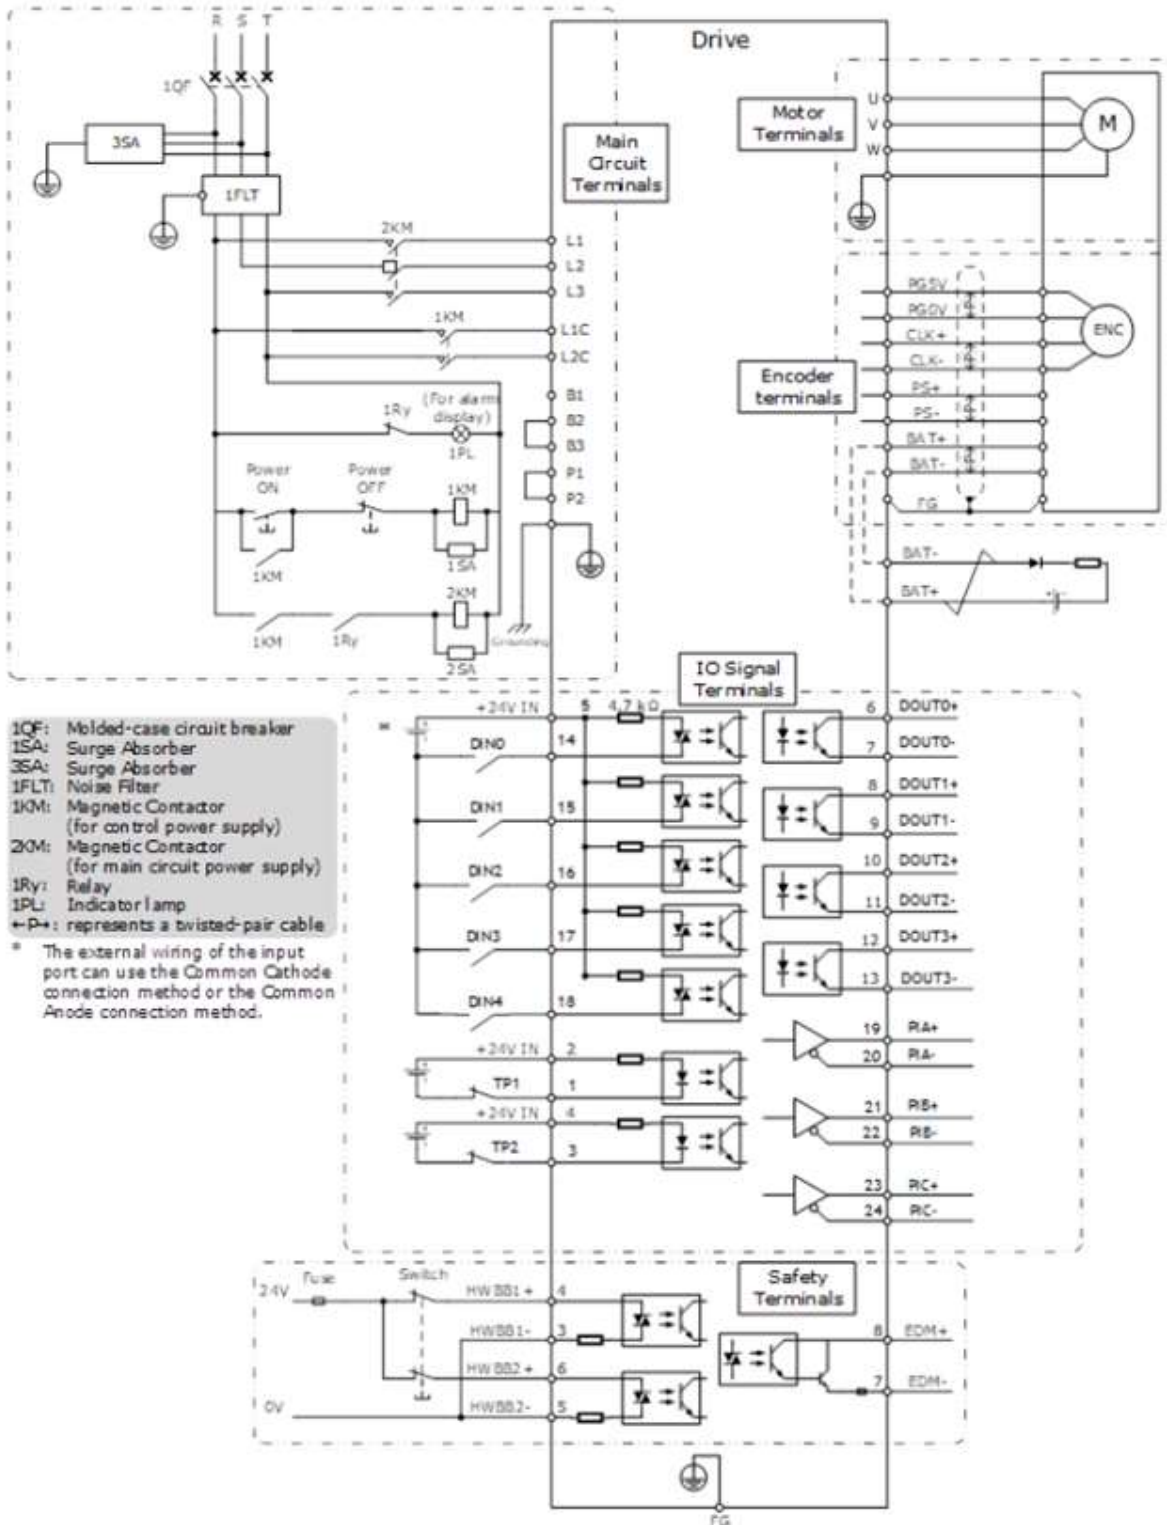 R S T
Drive
1QF
3SA
1FLT
Main
Circuit
Terminals
Motor
Terminals
U
V
W
M
2KM
L1
L2
L3
1KM
L1C
L2C
B1
B2
B3
P1
P2
1Ry
(For alarm
display)
1PL
Power
ON
Power
OFF
1KM
1SA
1KM
2KM
2SA
1KM
1Ry
Grounding
Encoder
terminals
PG5V
PG0V
CLK+
CLK-
PS+
PS-
BAT+
BAT-
FG
P
P
P
P
ENC
BAT-
BAT+
+ -
IO Signal
Terminals
1QF: Molded-case circuit breaker
1SA: Surge Absorber
3SA: Surge Absorber
1FLT: Noise Filter
1KM: Magnetic Contactor
(for control power supply)
2KM: Magnetic Contactor
(for main circuit power supply)
1Ry: Relay
1PL: Indicator lamp
←P→: represents a twisted-pair cable
* The external wiring of the input
port can use the Common Cathode
connection method or the Common
Anode connection method.
*
+24V IN 5 4.7 kΩ
DIN0 14
DIN1 15
DIN2 16
DIN3 17
DIN4 18
+24V IN 2
TP1 1
+24V IN 4
TP2 3
6 DOUT0+
7 DOUT0-
8 DOUT1+
9 DOUT1-
10 DOUT2+
11 DOUT2-
12 DOUT3+
13 DOUT3-
19 PIA+
20 PIA-
21 PIB+
22 PIB-
23 PIC+
24 PIC-
Safety
Terminals
24V Fuse Switch
HWBB1+ 4
HWBB1- 3
HWBB2+ 6
0V HWBB2- 5
8 EDM+
7 EDM-
FG